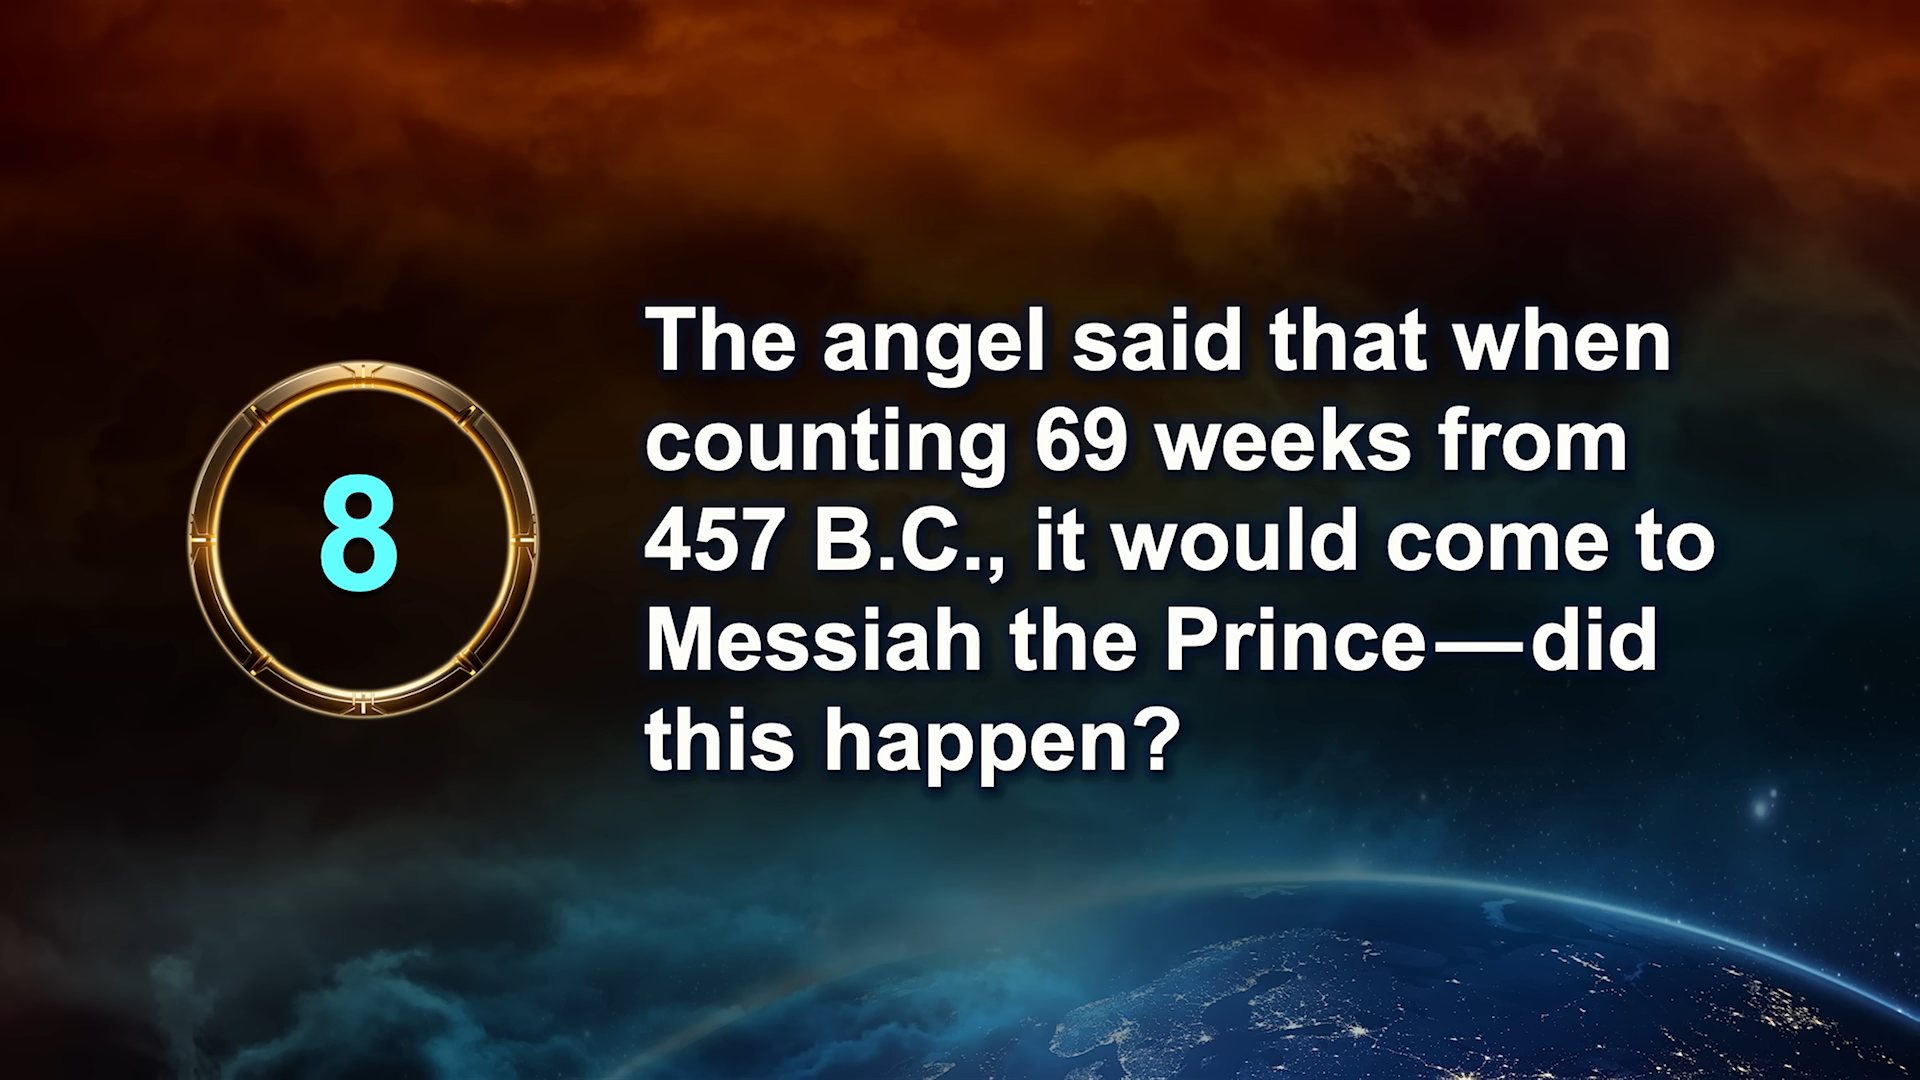 8
The angel said that when
counting 69 weeks from
457 B.C., it would come to
Messiah the Prince—did
this happen?